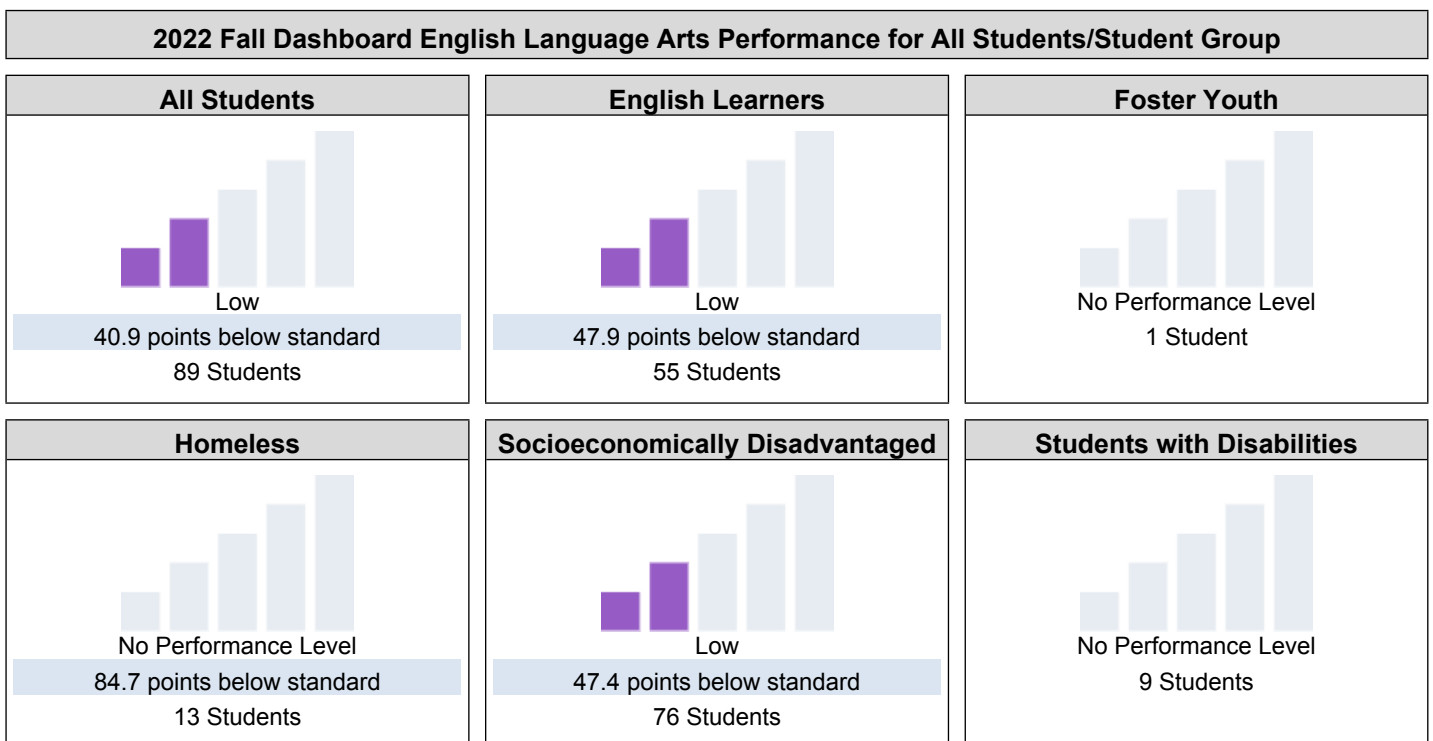 2022 Fall Dashboard English Language Arts Performance for All Students/Student Group
All Students
Low
40.9 points below standard
89 Students
English Learners
Low
47.9 points below standard
55 Students
Foster Youth
No Performance Level
1 Student
Homeless
No Performance Level
84.7 points below standard
13 Students
Socioeconomically Disadvantaged
Low
47.4 points below standard
76 Students
Students with Disabilities
No Performance Level
9 Students